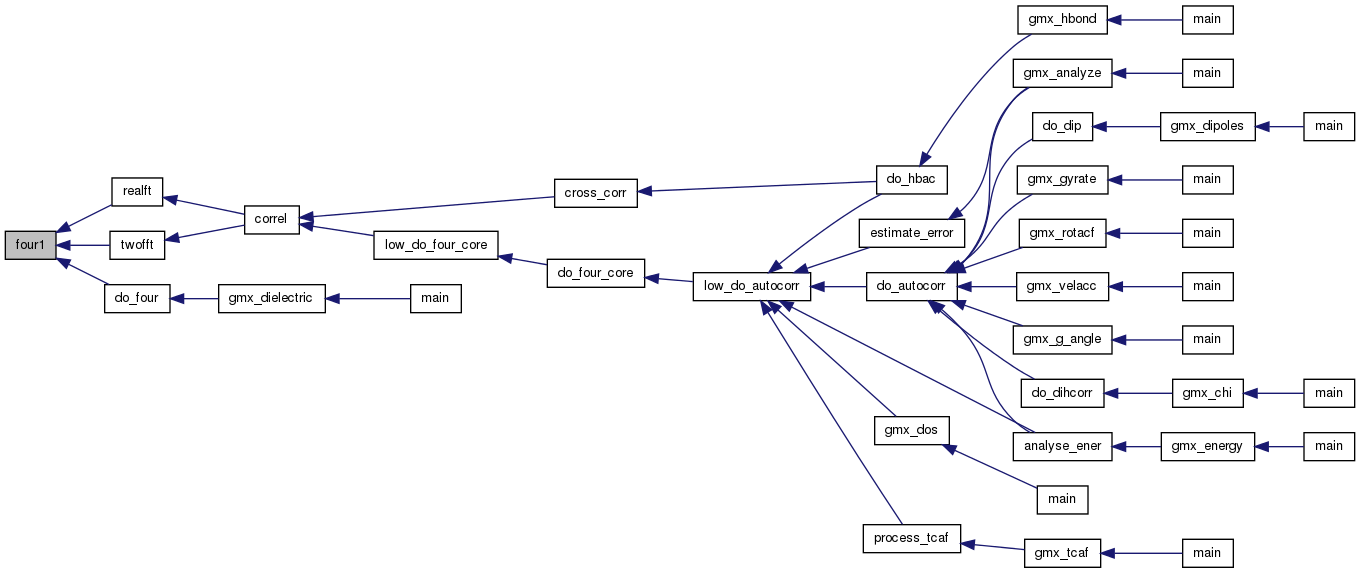 gmx_hbond
main
gmx_analyze
main
do_dip
gmx_dipoles
main
realft
do_hbac
gmx_gyrate
main
cross_corr
correl
four1
twofft
low_do_four_core
estimate_error
gmx_rotacf
main
do_four_core
do_four
gmx_dielectric
main
low_do_autocorr
do_autocorr
gmx_velacc
main
gmx_g_angle
main
do_dihcorr
gmx_chi
main
gmx_dos
analyse_ener
gmx_energy
main
main
process_tcaf
gmx_tcaf
main